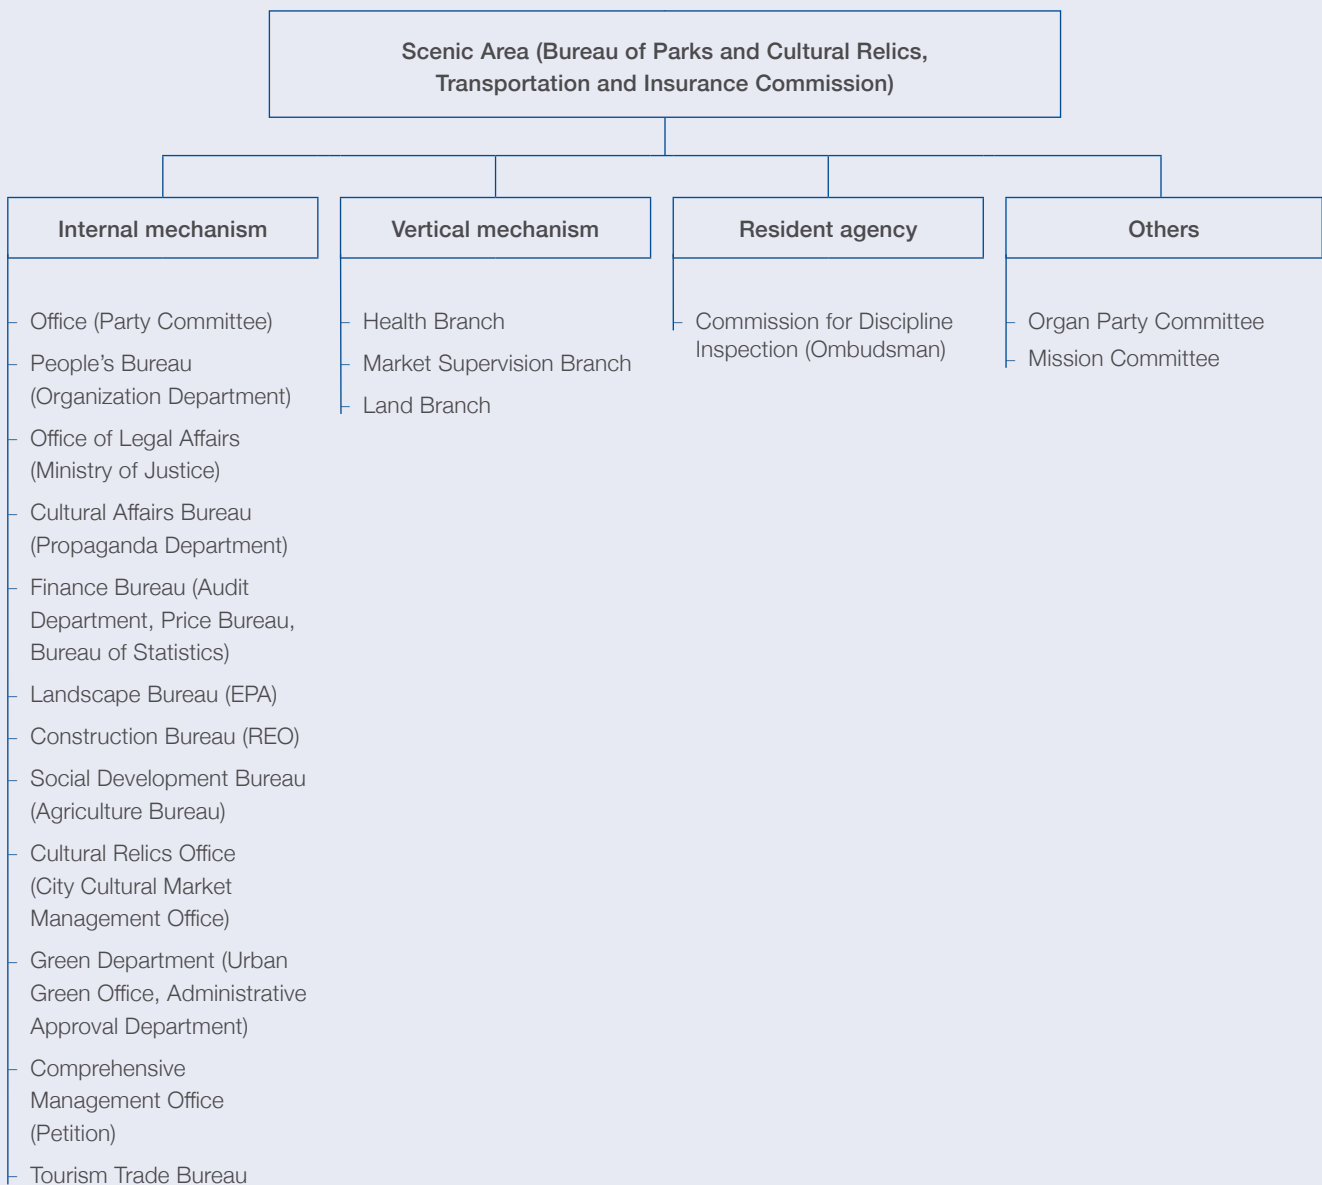 Scenic Area (Bureau of Parks and Cultural Relics,
Transportation and Insurance Commission)
Internal mechanism
Office (Party Committee)
People’s Bureau
(Organization Department)
Office of Legal Affairs
(Ministry of Justice)
Cultural Affairs Bureau
(Propaganda Department)
Finance Bureau (Audit
Department, Price Bureau,
Bureau of Statistics)
Landscape Bureau (EPA)
Construction Bureau (REO)
Social Development Bureau
(Agriculture Bureau)
Cultural Relics Office
(City Cultural Market
Management Office)
Green Department (Urban
Green Office, Administrative
Approval Department)
Comprehensive
Management Office
(Petition)
Tourism Trade Bureau
Vertical mechanism
Health Branch
Market Supervision Branch
Land Branch
Resident agency
Commission for Discipline
Inspection (Ombudsman)
Others
Organ Party Committee
Mission Committee